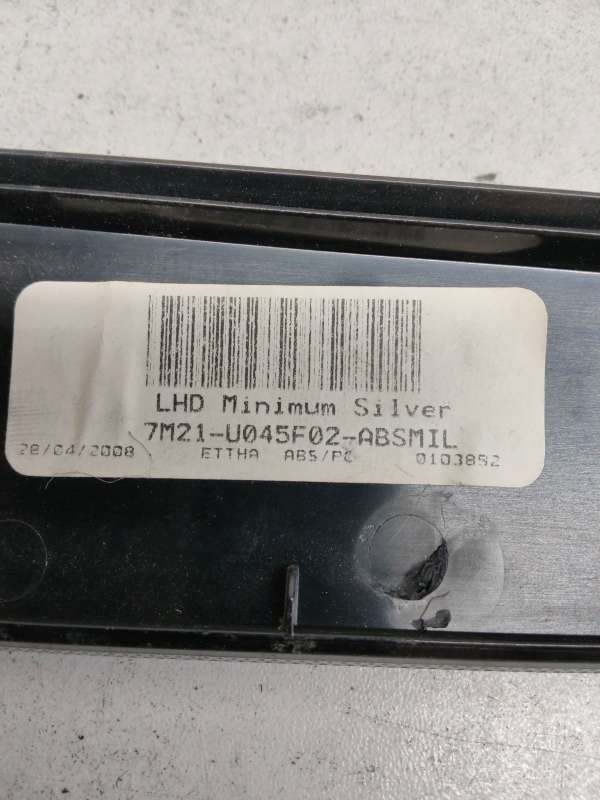 LHD Minimum Silver
7M21-U045F02-ABSMIL
28/04/2008 ETTHA ABS/PC 0103852